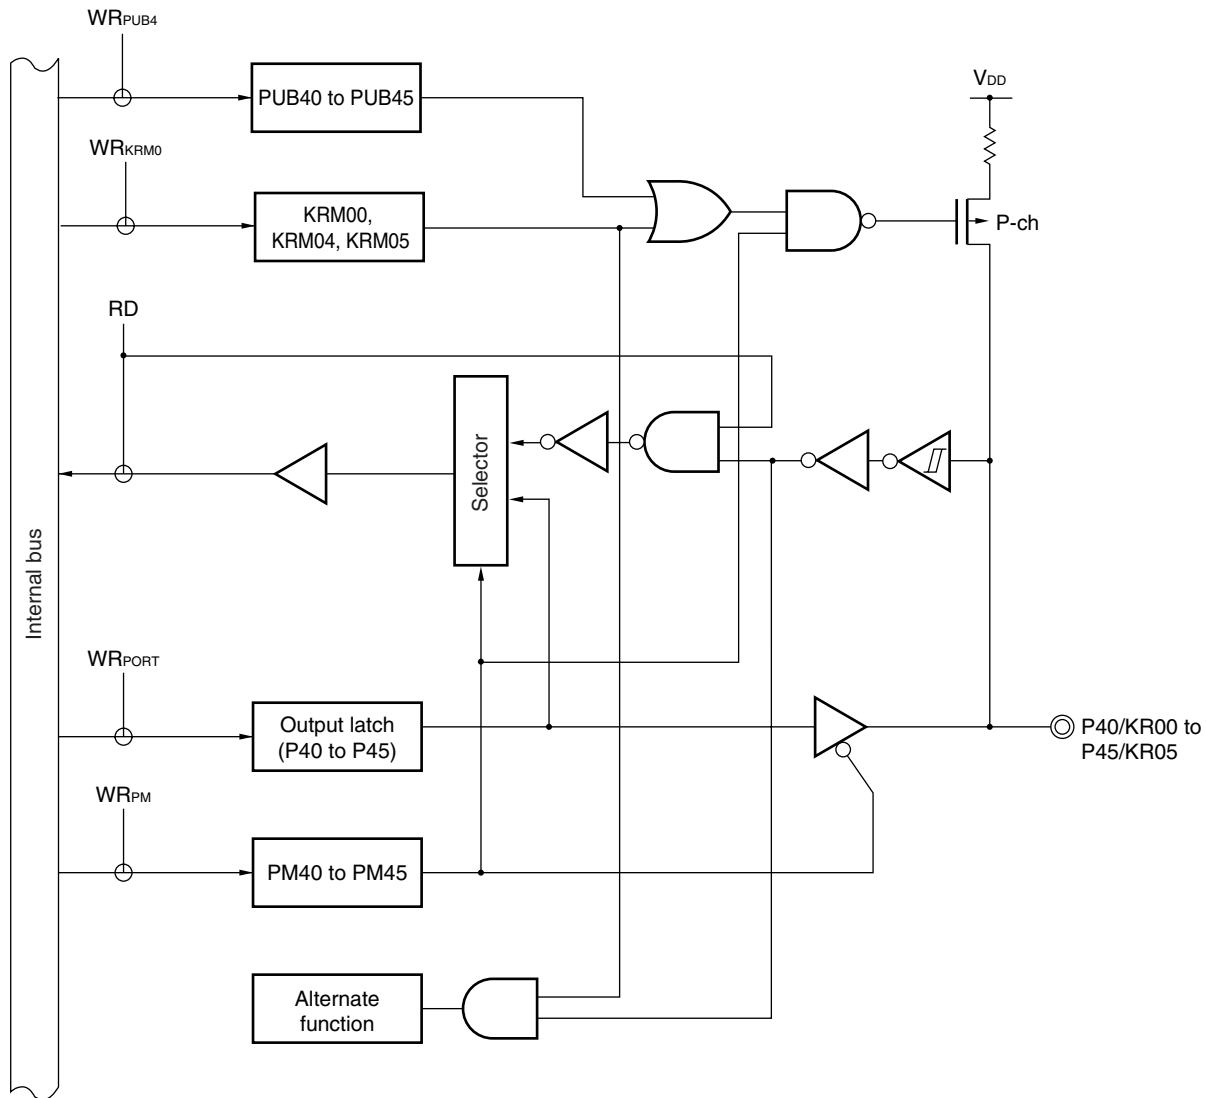 WRPUB4
PUB40 to PUB45
VDD
WRKRM0
KRM00,
KRM04, KRM05
P-ch
RD
Selector
Internal bus
WRPORT
Output latch
(P40 to P45)
P40/KR00 to
P45/KR05
WRPM
PM40 to PM45
Alternate
function